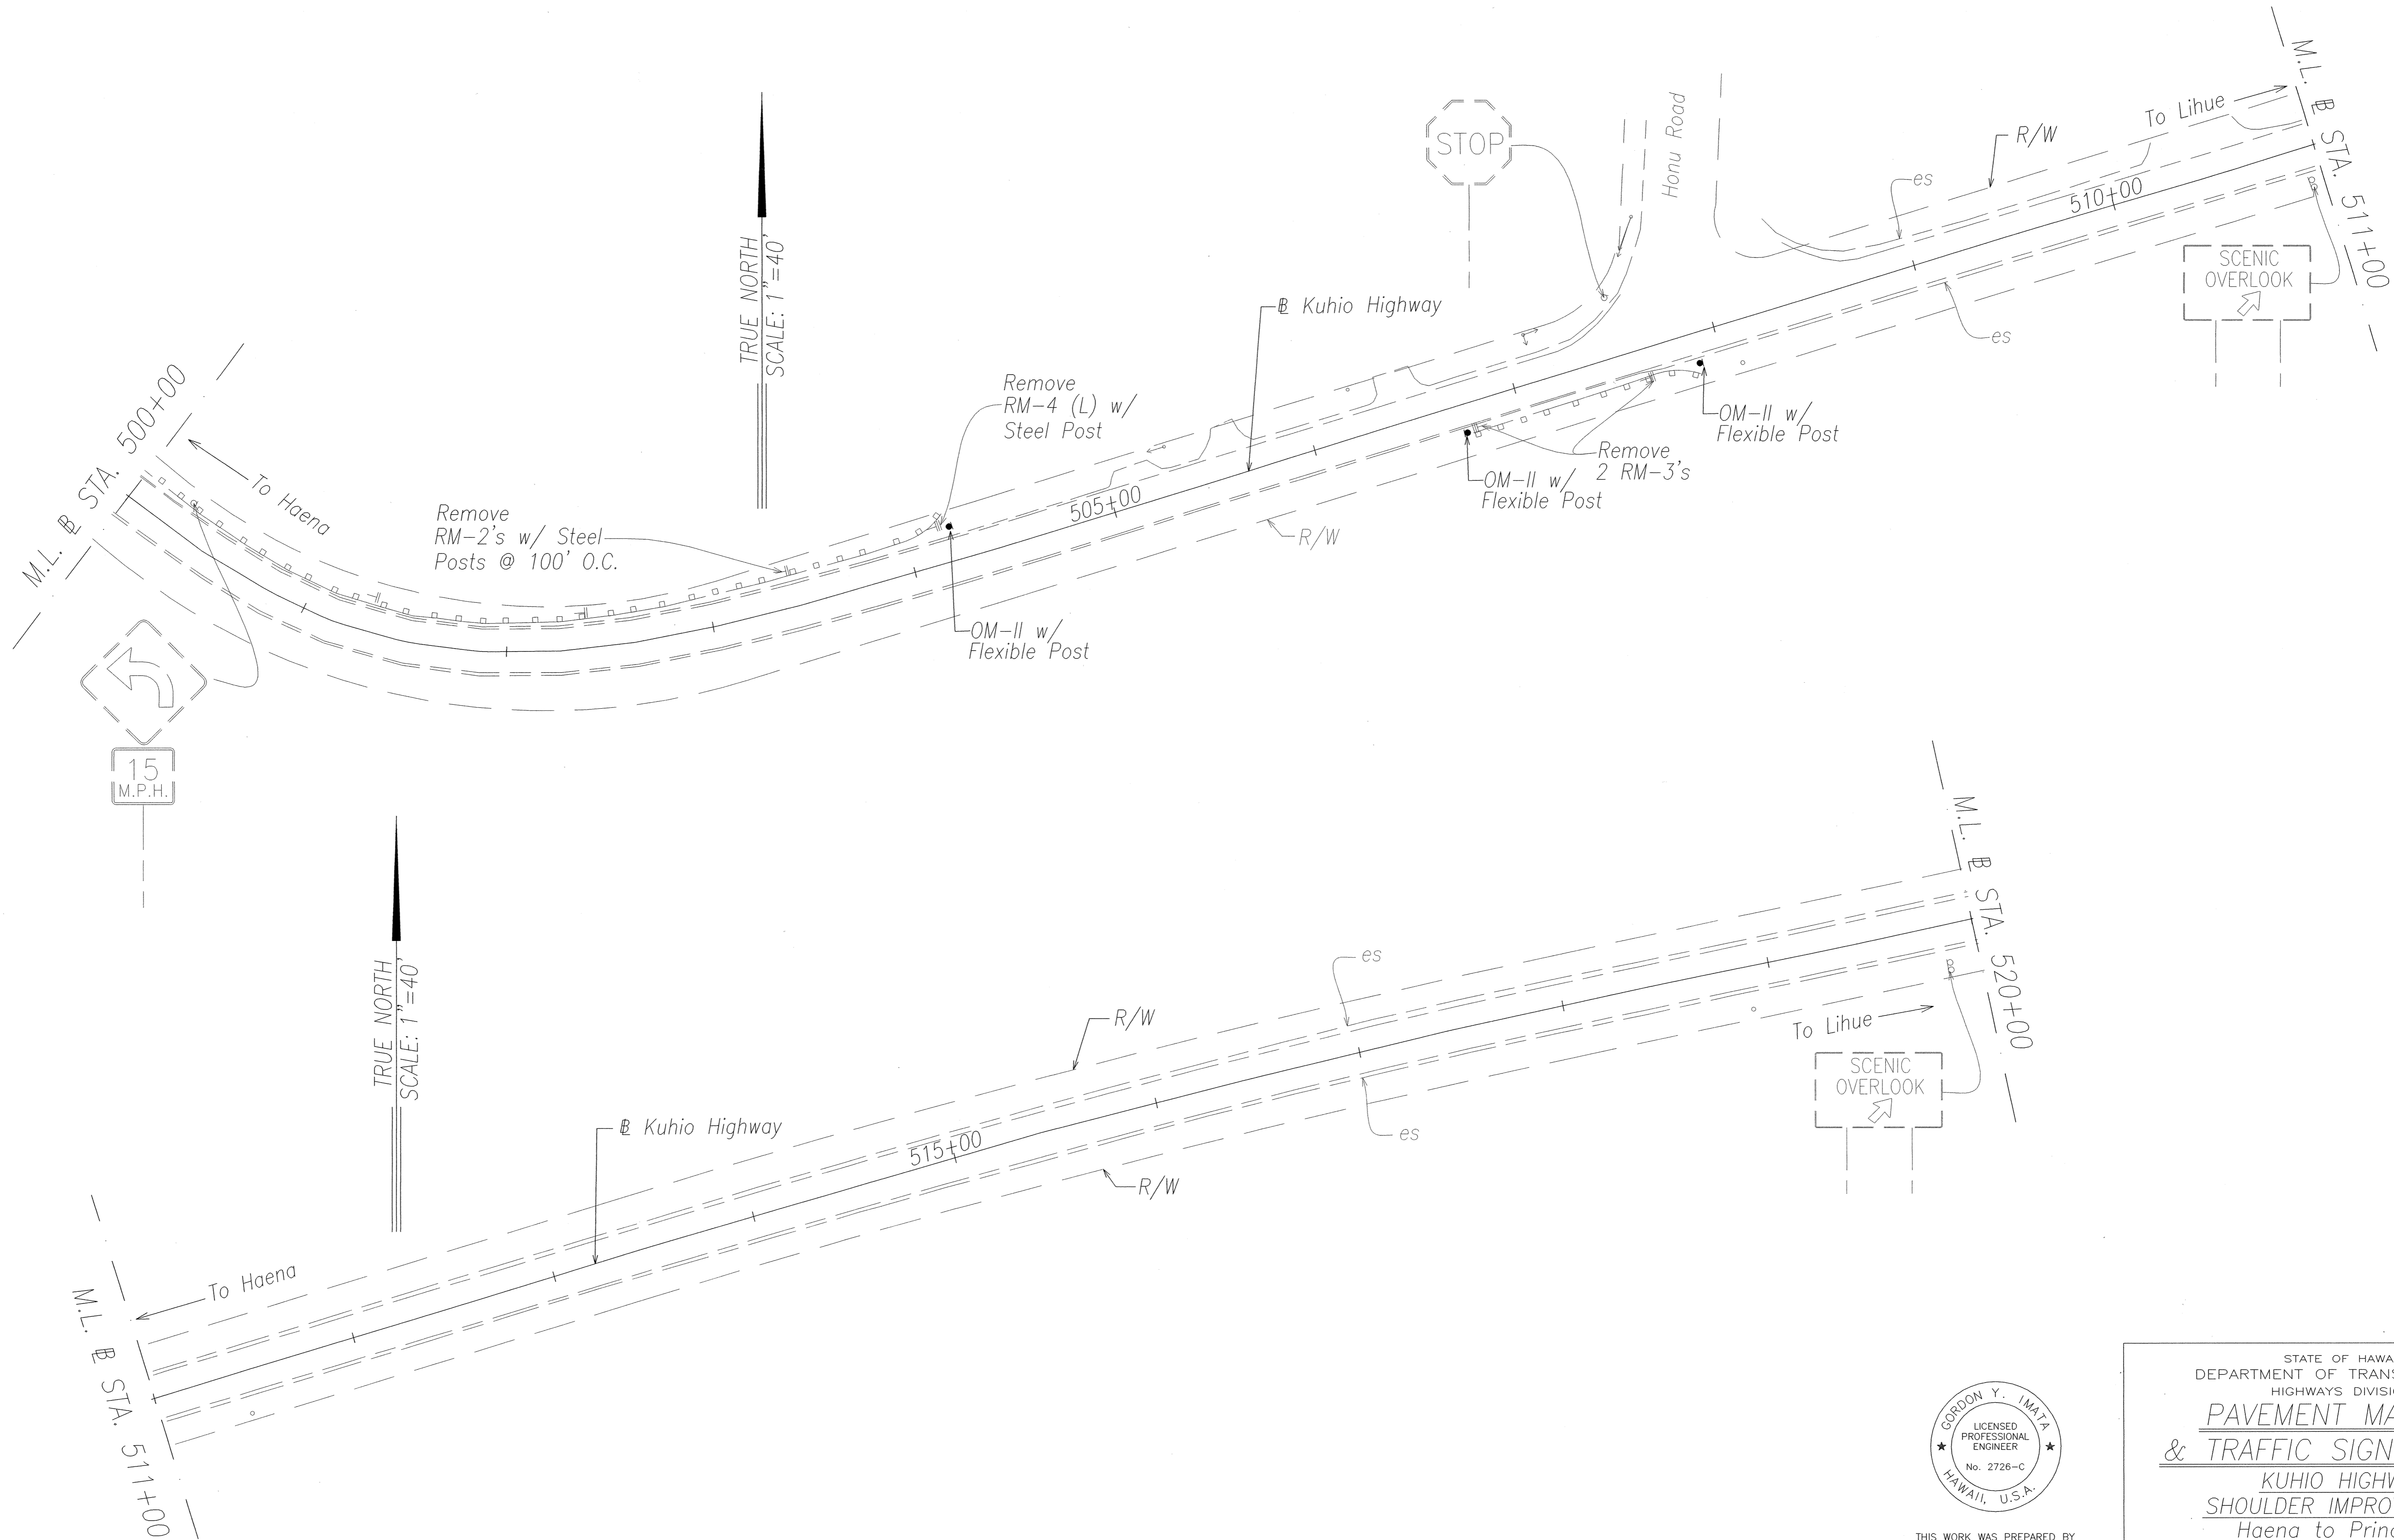 M.L. ⅊ STA. 500+00
To Haena
15
M.P.H.
Remove
RM-2's w/ Steel
Posts @ 100' O.C.
TRUE NORTH
SCALE: 1"=40'
Remove
RM-4 (L) w/
Steel Post
OM-II w/
Flexible Post
505+00
Kuhio Highway
R/W
STOP
Honu Road
OM-II w/
Flexible Post
Remove
2 RM-3's
OM-II w/
Flexible Post
es
es
R/W
510+00
To Lihue
SCENIC
OVERLOOK
M.L. STA. 511+00
TRUE NORTH
SCALE: 1"=40'
M.L. STA. 511+00
To Haena
Kuhio Highway
515+00
R/W
R/W
es
es
To Lihue
SCENIC
OVERLOOK
M.L. STA. 520+00
GORDON Y. IMATA
LICENSED
PROFESSIONAL
ENGINEER
No. 2726-C
HAWAII, U.S.A.
THIS WORK WAS PREPARED BY
STATE OF HAWA
DEPARTMENT OF TRANS
HIGHWAYS DIVISI
PAVEMENT MA
& TRAFFIC SIGN
KUHIO HIGHW
SHOULDER IMPRO
Haena to Princ